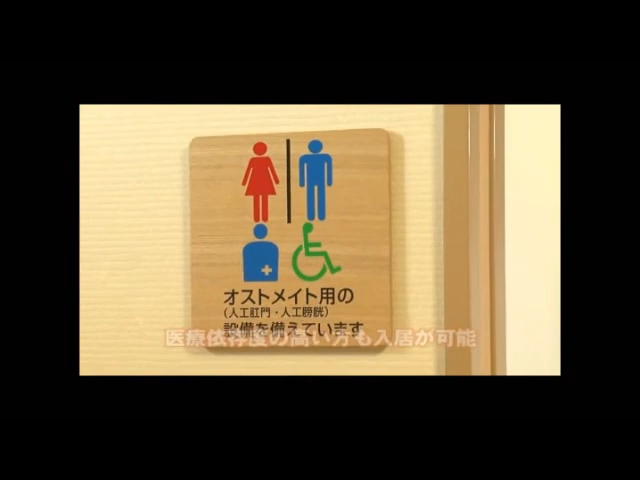 オストメイト用の
(人工肛門・人工膀胱)
設備を備えています
医療依存度の高い方も入居が可能